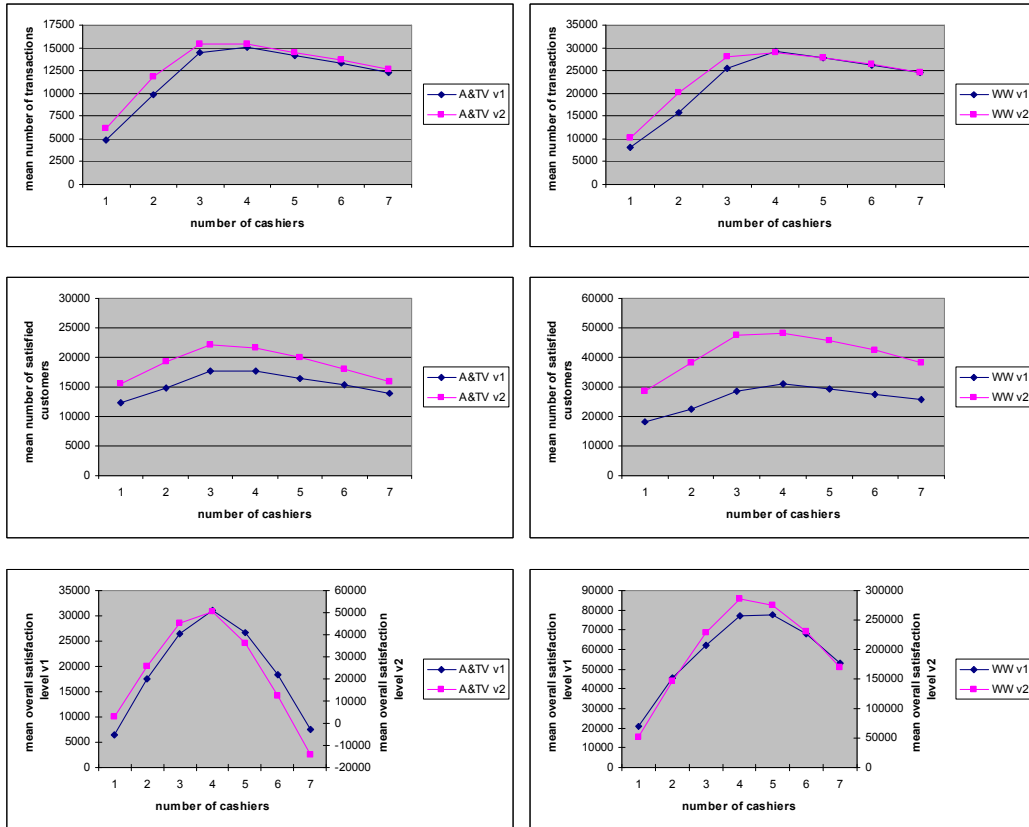 17500
15000
12500
10000
7500
5000
2500
0
mean number of transactions
1 2 3 4 5 6 7
number of cashiers
A&TV v1
A&TV v2
35000
30000
25000
20000
15000
10000
5000
0
mean number of transactions
1 2 3 4 5 6 7
number of cashiers
WW v1
WW v2
30000
25000
20000
15000
10000
5000
0
mean number of satisfied
customers
1 2 3 4 5 6 7
number of cashiers
A&TV v1
A&TV v2
60000
50000
40000
30000
20000
10000
0
mean number of satisfied
customers
1 2 3 4 5 6 7
number of cashiers
WW v1
WW v2
35000
30000
25000
20000
15000
10000
5000
0
mean overall satisfaction
level v1
60000
50000
40000
30000
20000
10000
0
-10000
-20000
mean overall satisfaction
level v2
1 2 3 4 5 6 7
number of cashiers
A&TV v1
A&TV v2
90000
80000
70000
60000
50000
40000
30000
20000
10000
0
mean overall satisfaction
level v1
300000
250000
200000
150000
100000
50000
0
mean overall satisfaction
level v2
1 2 3 4 5 6 7
number of cashiers
WW v1
WW v2